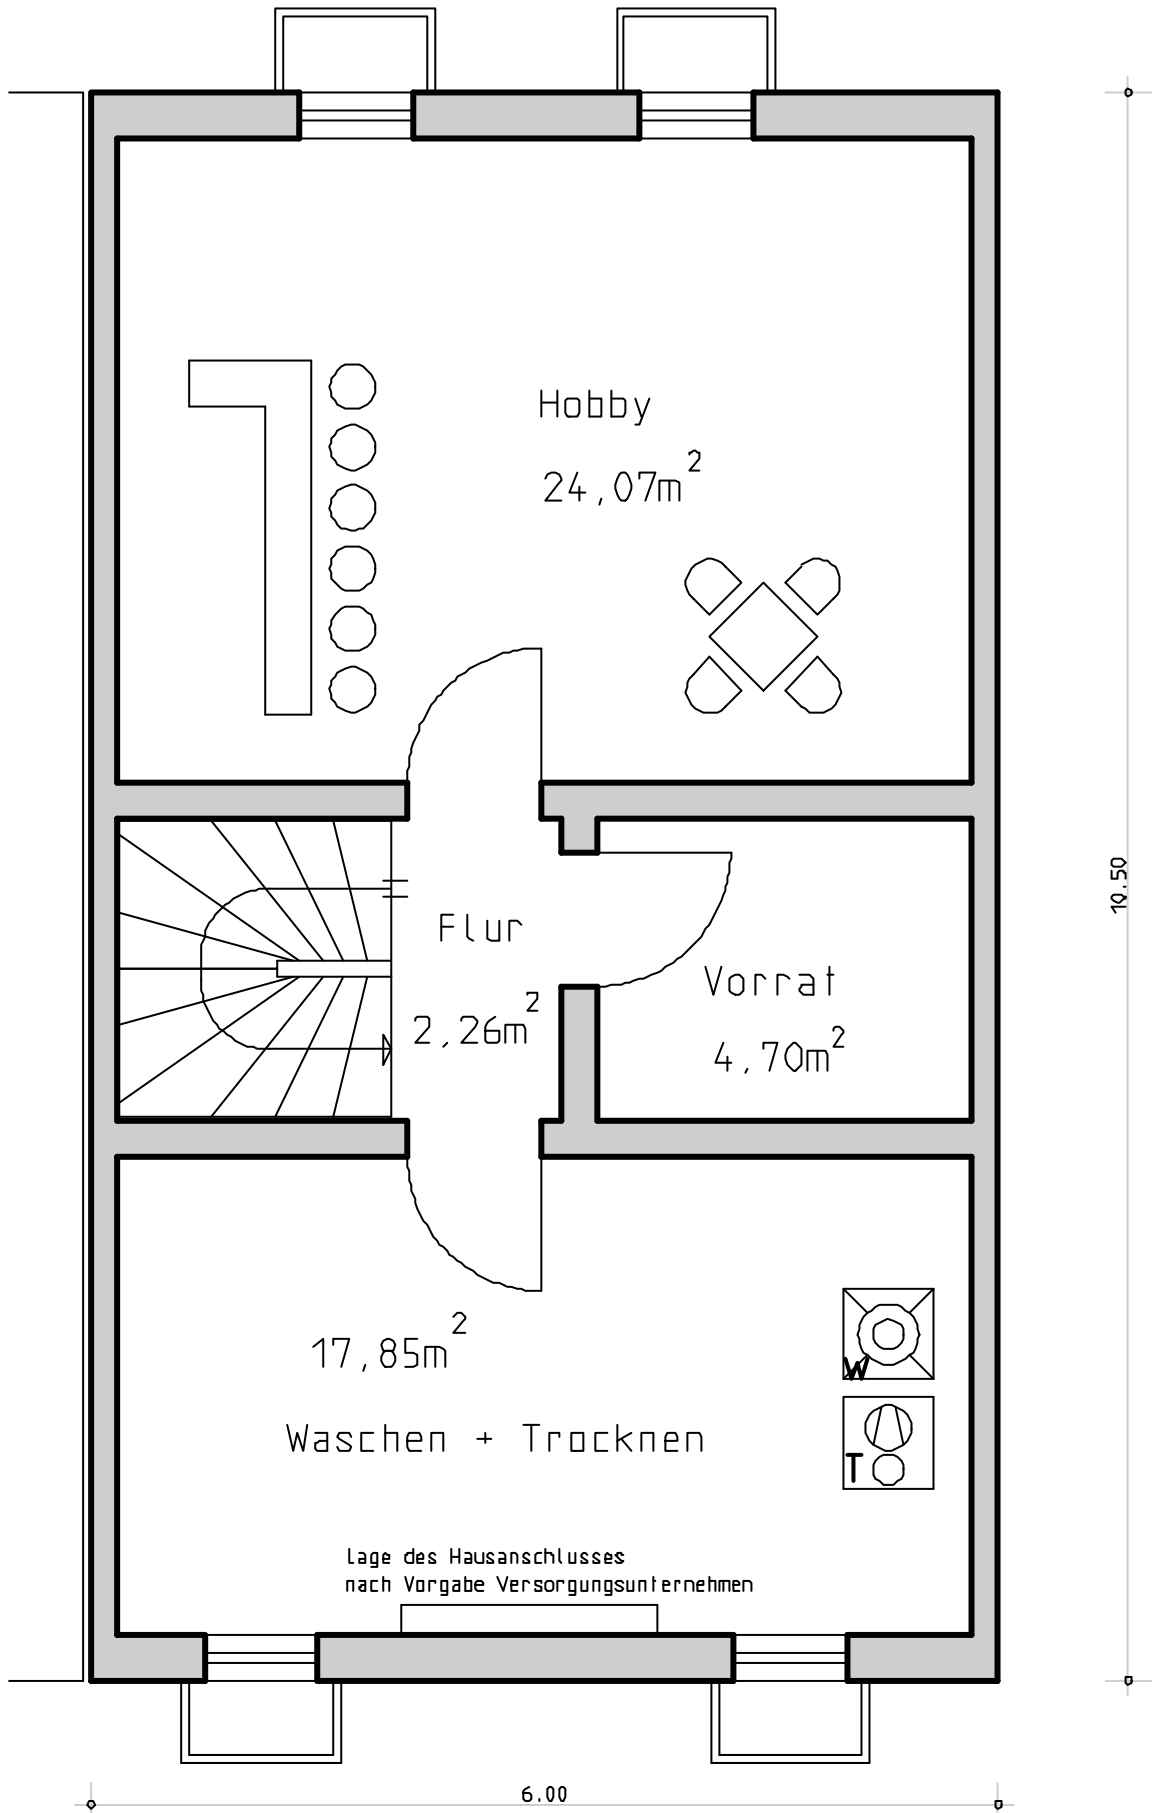 Hobby
24,07m²
10.50
Flur
2,26m²
Vorrat
4,70m²
17,85m²
W
Waschen + Trocknen
T
Lage des Hausanschlusses
nach Vorgabe Versorgungsunternehmen
6.00